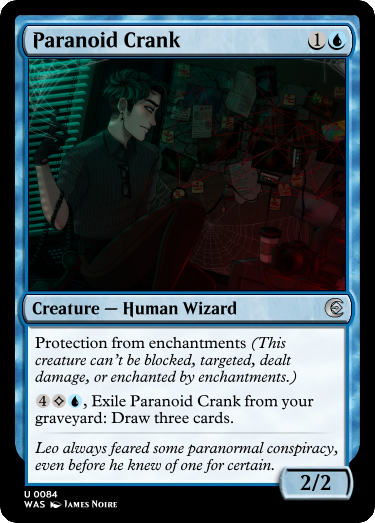 Paranoid Crank 1
Creature — Human Wizard
Protection from enchantments (This
creature can't be blocked, targeted, dealt
damage, or enchanted by enchantments.)
4, Exile Paranoid Crank from your
graveyard: Draw three cards.
Leo always feared some paranormal conspiracy,
even before he knew of one for certain.
2/2
U 0084
WAS James Noire